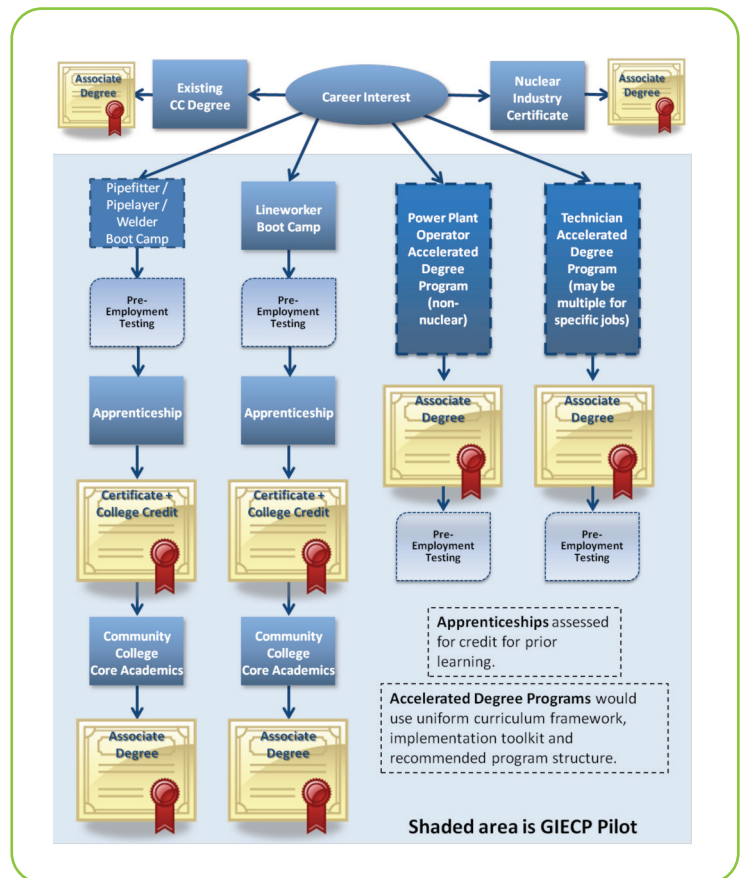 Associate
Degree
Existing
CC Degree
Career Interest
Nuclear
Industry
Certificate
Associate
Degree
Pipefitter /
Pipelayer /
Welder
Boot Camp
Pre-
Employment
Testing
Apprenticeship
Certificate +
College Credit
Community
College
Core Academics
Associate
Degree
Lineworker
Boot Camp
Pre-
Employment
Testing
Apprenticeship
Certificate +
College Credit
Community
College
Core Academics
Associate
Degree
Power Plant
Operator
Accelerated
Degree
Program
(non-
nuclear)
Associate
Degree
Pre-
Employment
Testing
Technician
Accelerated
Degree
Program
(may be
multiple for
specific jobs)
Associate
Degree
Pre-
Employment
Testing
Apprenticeships assessed
for credit for prior
learning.
Accelerated Degree Programs would
use uniform curriculum framework,
implementation toolkit and
recommended program structure.
Shaded area is GIECP Pilot